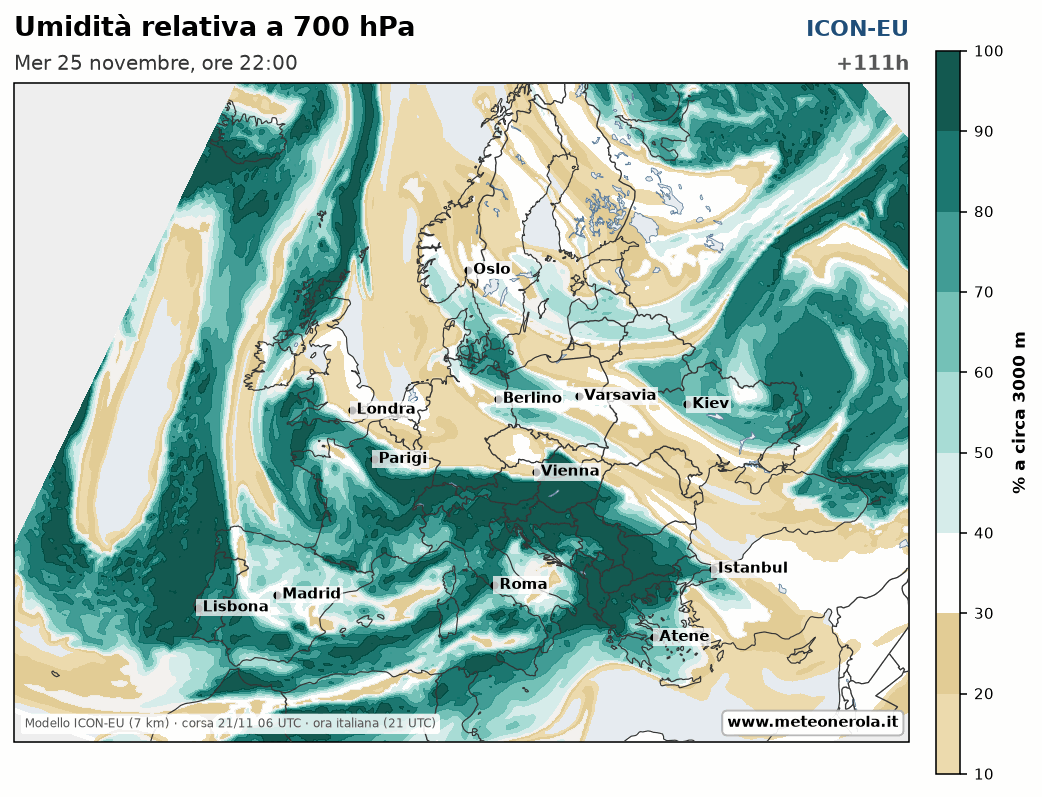 Umidità relativa a 700 hPa
ICON-EU
Mer 25 novembre, ore 22:00
+111h
100
90
80
70
60
50
40
30
20
10
% a circa 3000 m
Oslo
Berlino
Varsavia
Kiev
Londra
Parigi
Vienna
Istanbul
Roma
Madrid
Lisbona
Atene
Modello ICON-EU (7 km) · corsa 21/11 06 UTC · ora italiana (21 UTC)
www.meteonerola.it